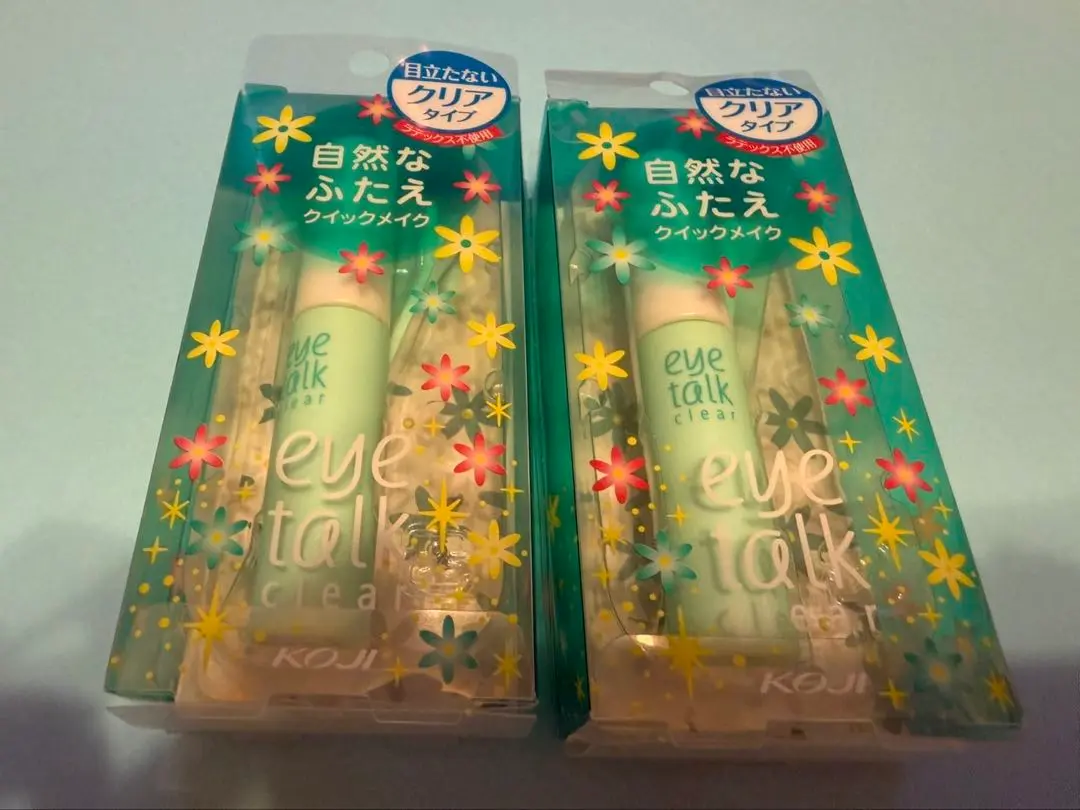 目立たない
クリア
タイプ
ラテックス不使用
自然な
ふたえ
クイックメイク
eye
talk
clear
eye
talk
clear
KOJI
目立たない
クリア
タイプ
ラテックス不使用
自然な
ふたえ
クイックメイク
eye
talk
clear
eye
talk
clear
KOJI